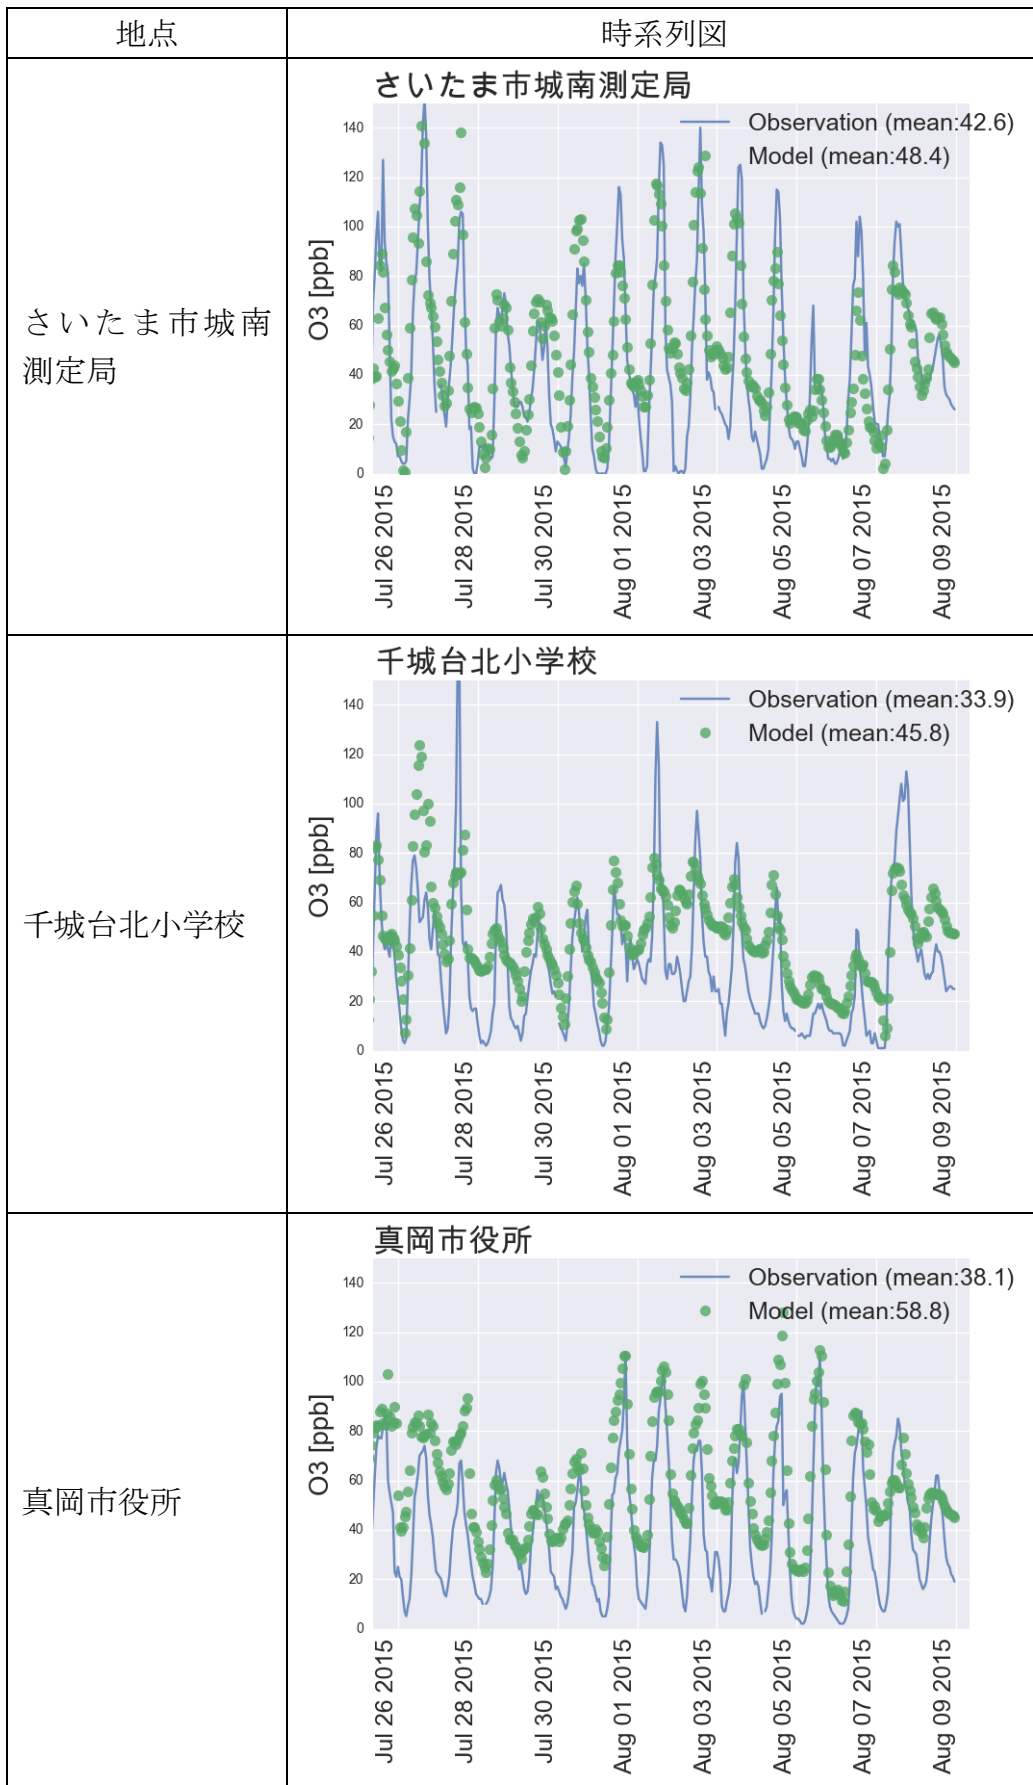 地点
時系列図
さいたま市城南
測定局
さいたま市城南測定局
Observation (mean:42.6)
Model (mean:48.4)
O3 [ppb]
140
120
100
80
60
40
20
0
Jul 26 2015
Jul 28 2015
Jul 30 2015
Aug 01 2015
Aug 03 2015
Aug 05 2015
Aug 07 2015
Aug 09 2015
千城台北小学校
千城台北小学校
Observation (mean:33.9)
Model (mean:45.8)
O3 [ppb]
140
120
100
80
60
40
20
0
Jul 26 2015
Jul 28 2015
Jul 30 2015
Aug 01 2015
Aug 03 2015
Aug 05 2015
Aug 07 2015
Aug 09 2015
真岡市役所
真岡市役所
Observation (mean:38.1)
Model (mean:58.8)
O3 [ppb]
140
120
100
80
60
40
20
0
Jul 26 2015
Jul 28 2015
Jul 30 2015
Aug 01 2015
Aug 03 2015
Aug 05 2015
Aug 07 2015
Aug 09 2015